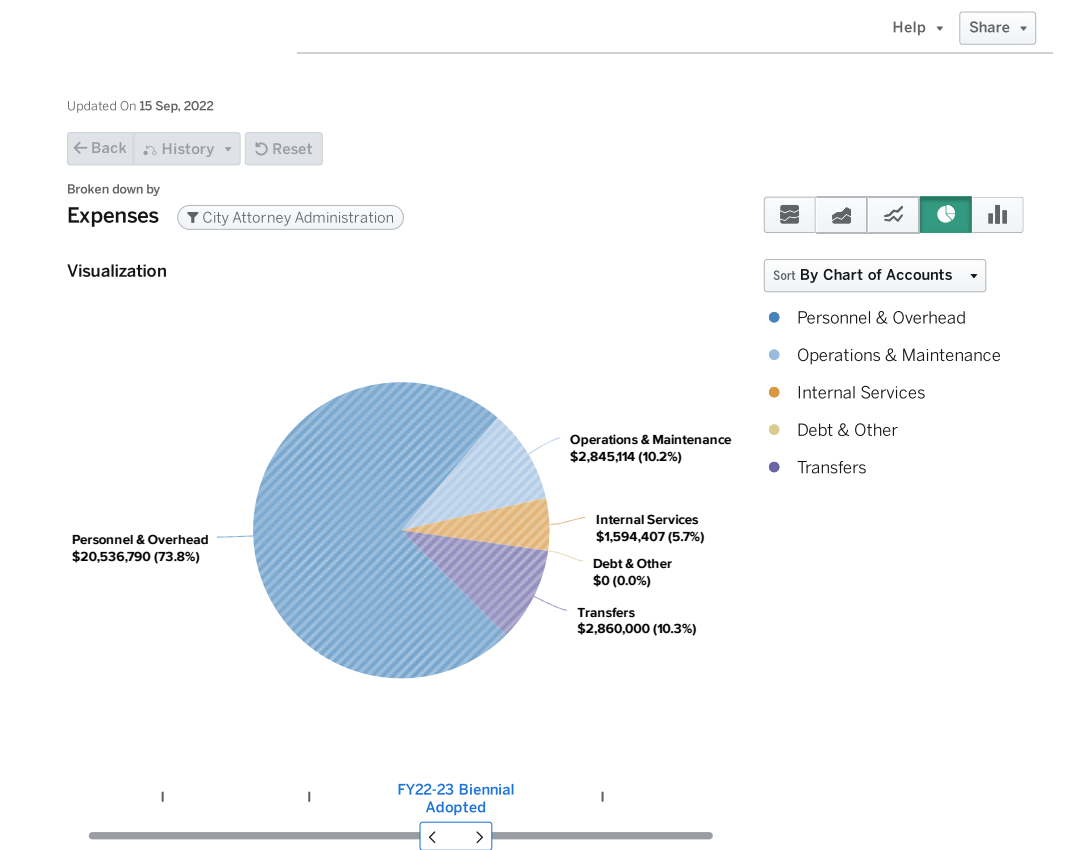 Help
Share
Updated On 15 Sep, 2022
Back
History
Reset
Broken down by
Expenses
City Attorney Administration
Visualization
Sort By Chart of Accounts
Personnel & Overhead
Operations & Maintenance
Internal Services
Debt & Other
Transfers
Operations & Maintenance
$2,845,114 (10.2%)
Internal Services
$1,594,407 (5.7%)
Personnel & Overhead
$20,536,790 (73.8%)
Debt & Other
$0 (0.0%)
Transfers
$2,860,000 (10.3%)
FY22-23 Biennial
Adopted